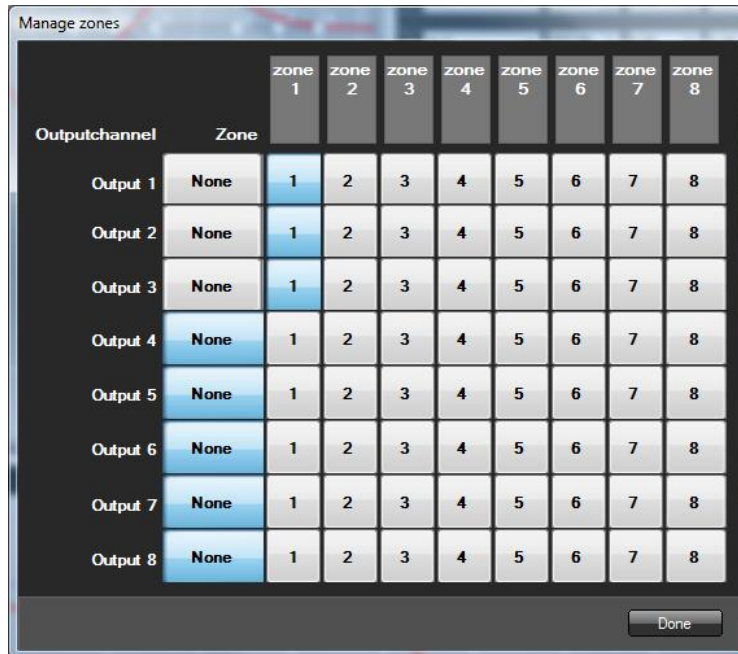 Manage zones
zone 1 zone 2 zone 3 zone 4 zone 5 zone 6 zone 7 zone 8
Outputchannel Zone
Output 1 None 1 2 3 4 5 6 7 8
Output 2 None 1 2 3 4 5 6 7 8
Output 3 None 1 2 3 4 5 6 7 8
Output 4 None 1 2 3 4 5 6 7 8
Output 5 None 1 2 3 4 5 6 7 8
Output 6 None 1 2 3 4 5 6 7 8
Output 7 None 1 2 3 4 5 6 7 8
Output 8 None 1 2 3 4 5 6 7 8
Done